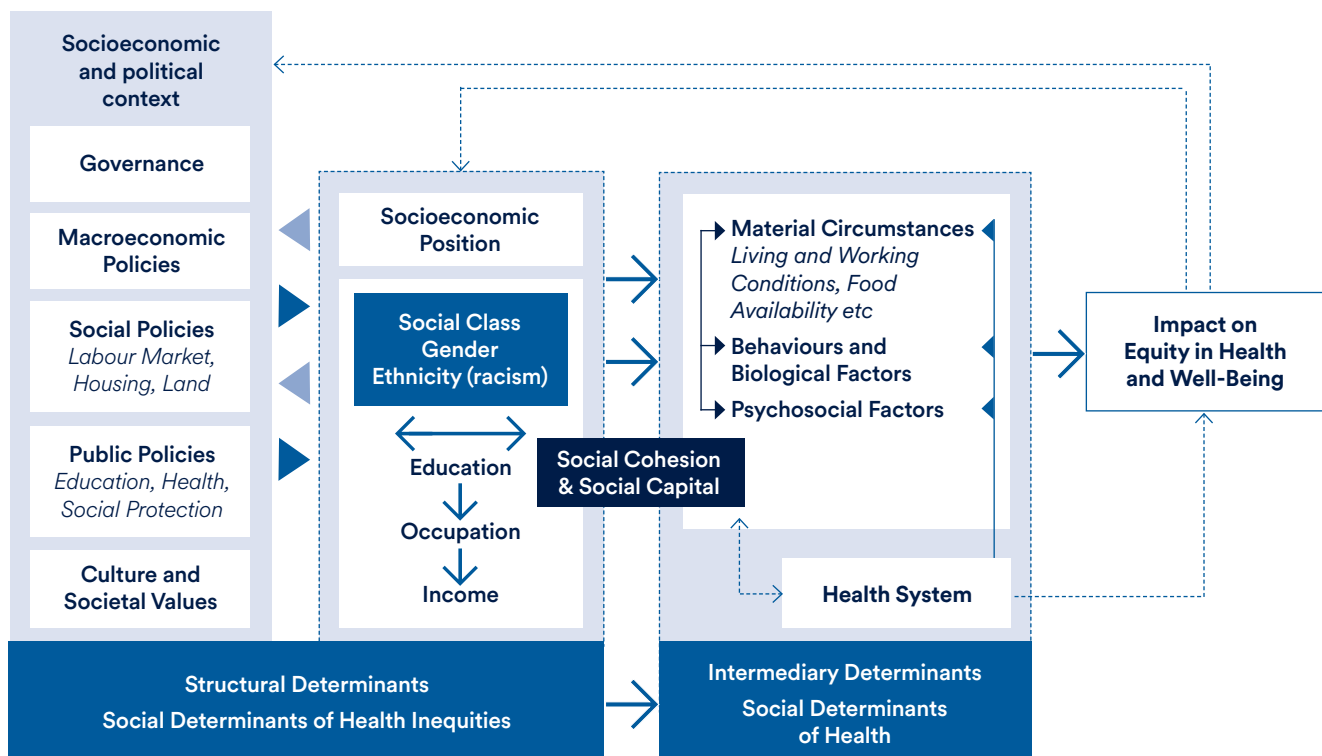 Socioeconomic
and political
context
Governance
Macroeconomic
Policies
Social Policies
Labour Market,
Housing, Land
Public Policies
Education, Health,
Social Protection
Culture and
Societal Values
Socioeconomic
Position
Social Class
Gender
Ethnicity (racism)
Education
Occupation
Income
Social Cohesion
& Social Capital
Material Circumstances
Living and Working
Conditions, Food
Availability etc
Behaviours and
Biological Factors
Psychosocial Factors
Health System
Impact on
Equity in Health
and Well-Being
Structural Determinants
Social Determinants of Health Inequities
Intermediary Determinants
Social Determinants
of Health